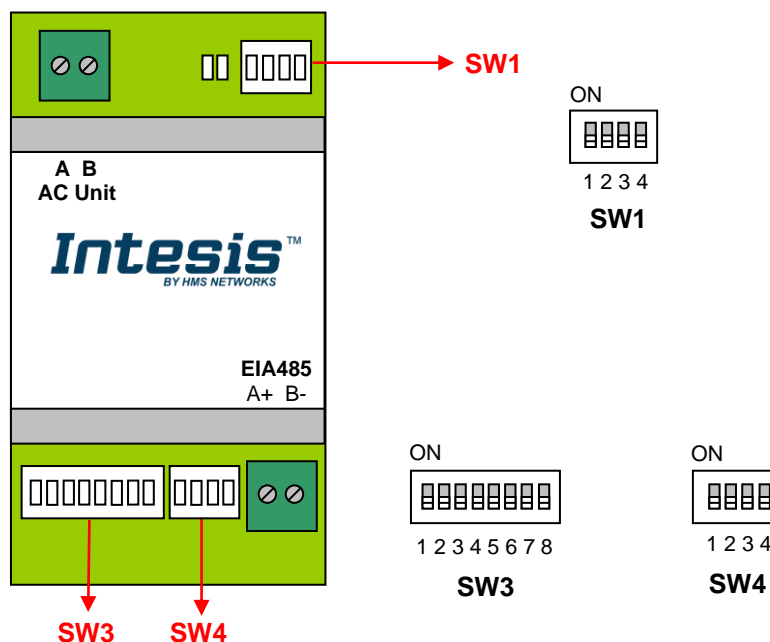 SW1
ON
1 2 3 4
SW1
A B
AC Unit
Intesis™
BY HMS NETWORKS
EIA485
A+ B-
ON
1 2 3 4 5 6 7 8
SW3
ON
1 2 3 4
SW4
SW3
SW4